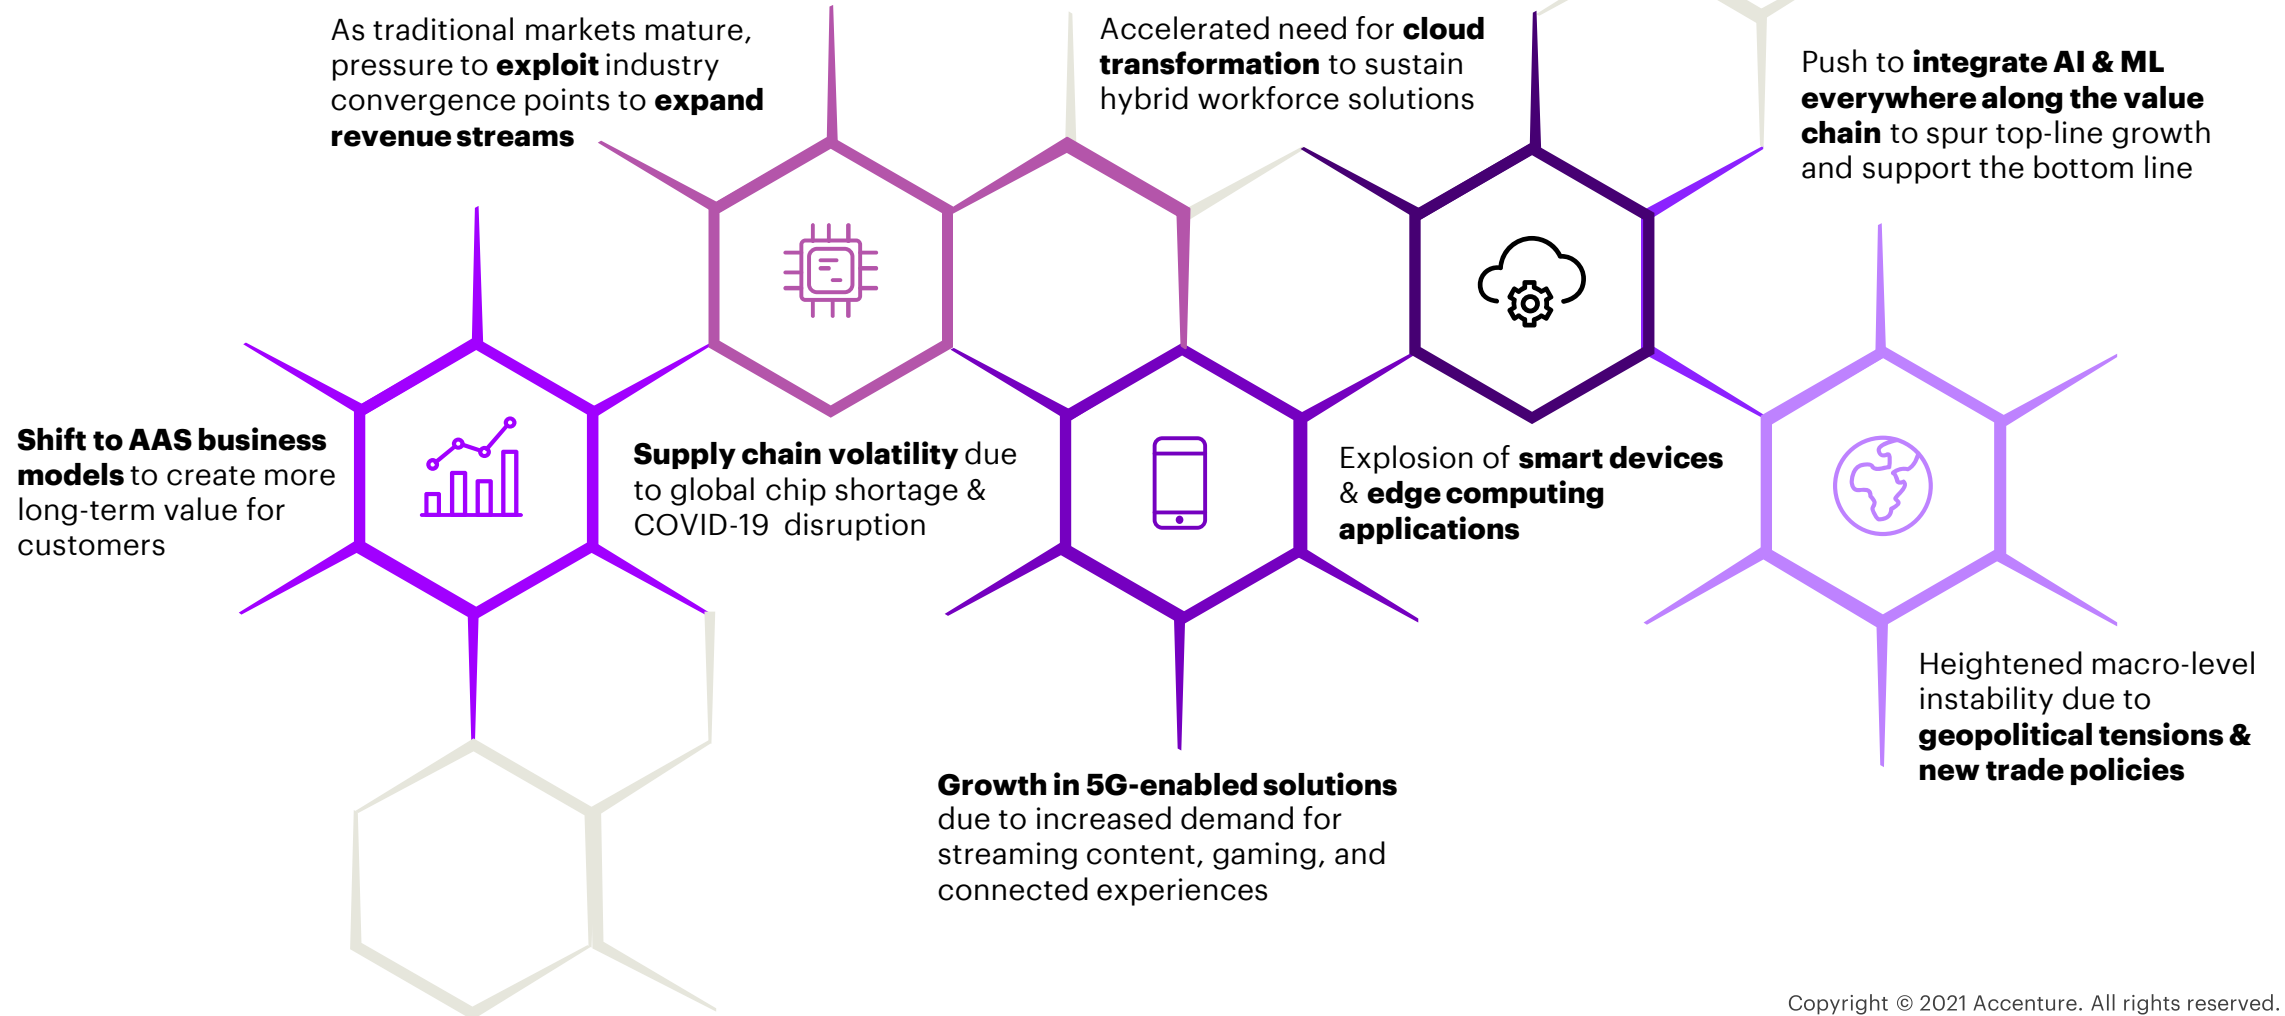 As traditional markets mature,
pressure to exploit industry
convergence points to expand
revenue streams
Accelerated need for cloud
transformation to sustain
hybrid workforce solutions
Push to integrate AI & ML
everywhere along the value
chain to spur top-line growth
and support the bottom line
Shift to AAS business
models to create more
long-term value for
customers
Supply chain volatility due
to global chip shortage &
COVID-19 disruption
Explosion of smart devices
& edge computing
applications
Growth in 5G-enabled solutions
due to increased demand for
streaming content, gaming, and
connected experiences
Heightened macro-level
instability due to
geopolitical tensions &
new trade policies
Copyright © 2021 Accenture. All rights reserved.